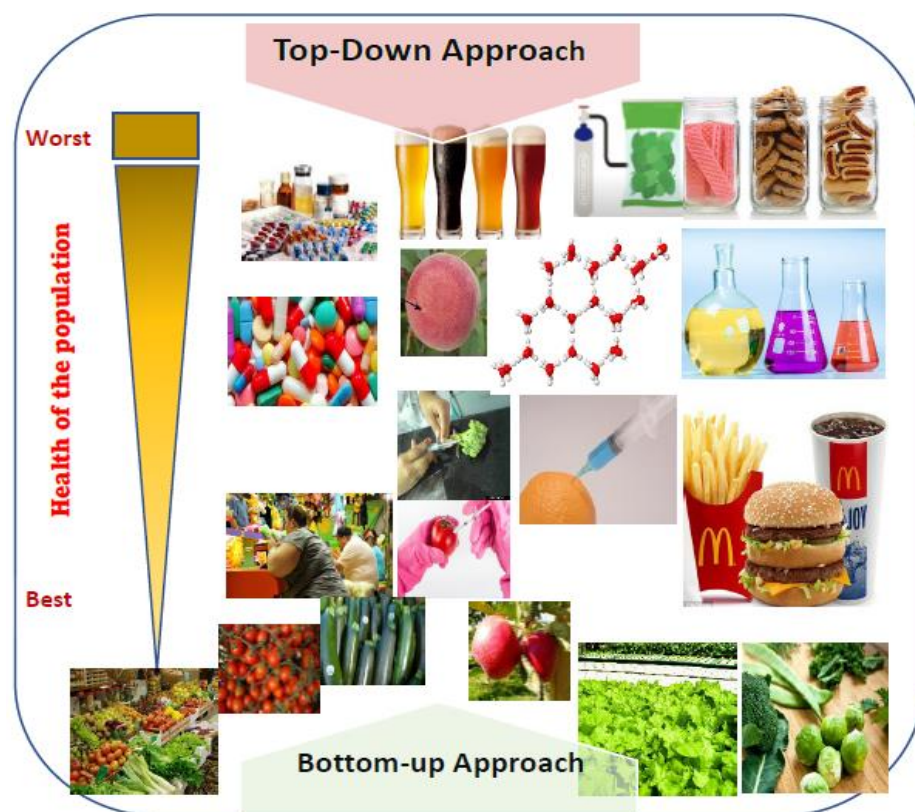 Top-Down Approach
Worst
Health of the population
Best
Bottom-up Approach